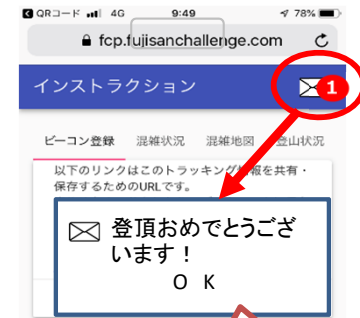 QRコード 4G 9:49 78%
fcp.fujisanchallenge.com
インストラクション 1
ビーコン登録 混雑状況 混雑地図 登山状況
以下のリンクはこのトラッキング情報を共有・
保存するためのURLです。
登頂おめでとうござ
います！
ＯＫ